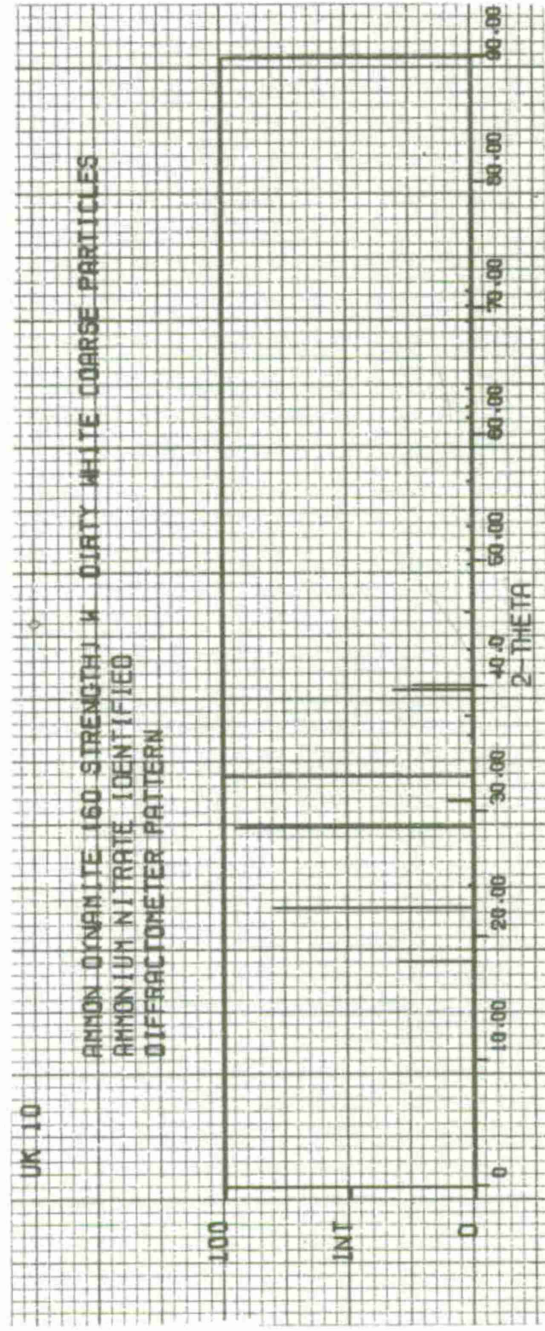 UK 10
AMMON DYNAMITE (60 STRENGTH) W DIRTY WHITE COARSE PARTICLES
AMMONIUM NITRATE IDENTIFIED
DIFFRACTOMETER PATTERN
100
INT
0
0 10.00 20.00 30.00 40.0 50.00 60.00 70.00 80.00 90.00
2-THETA